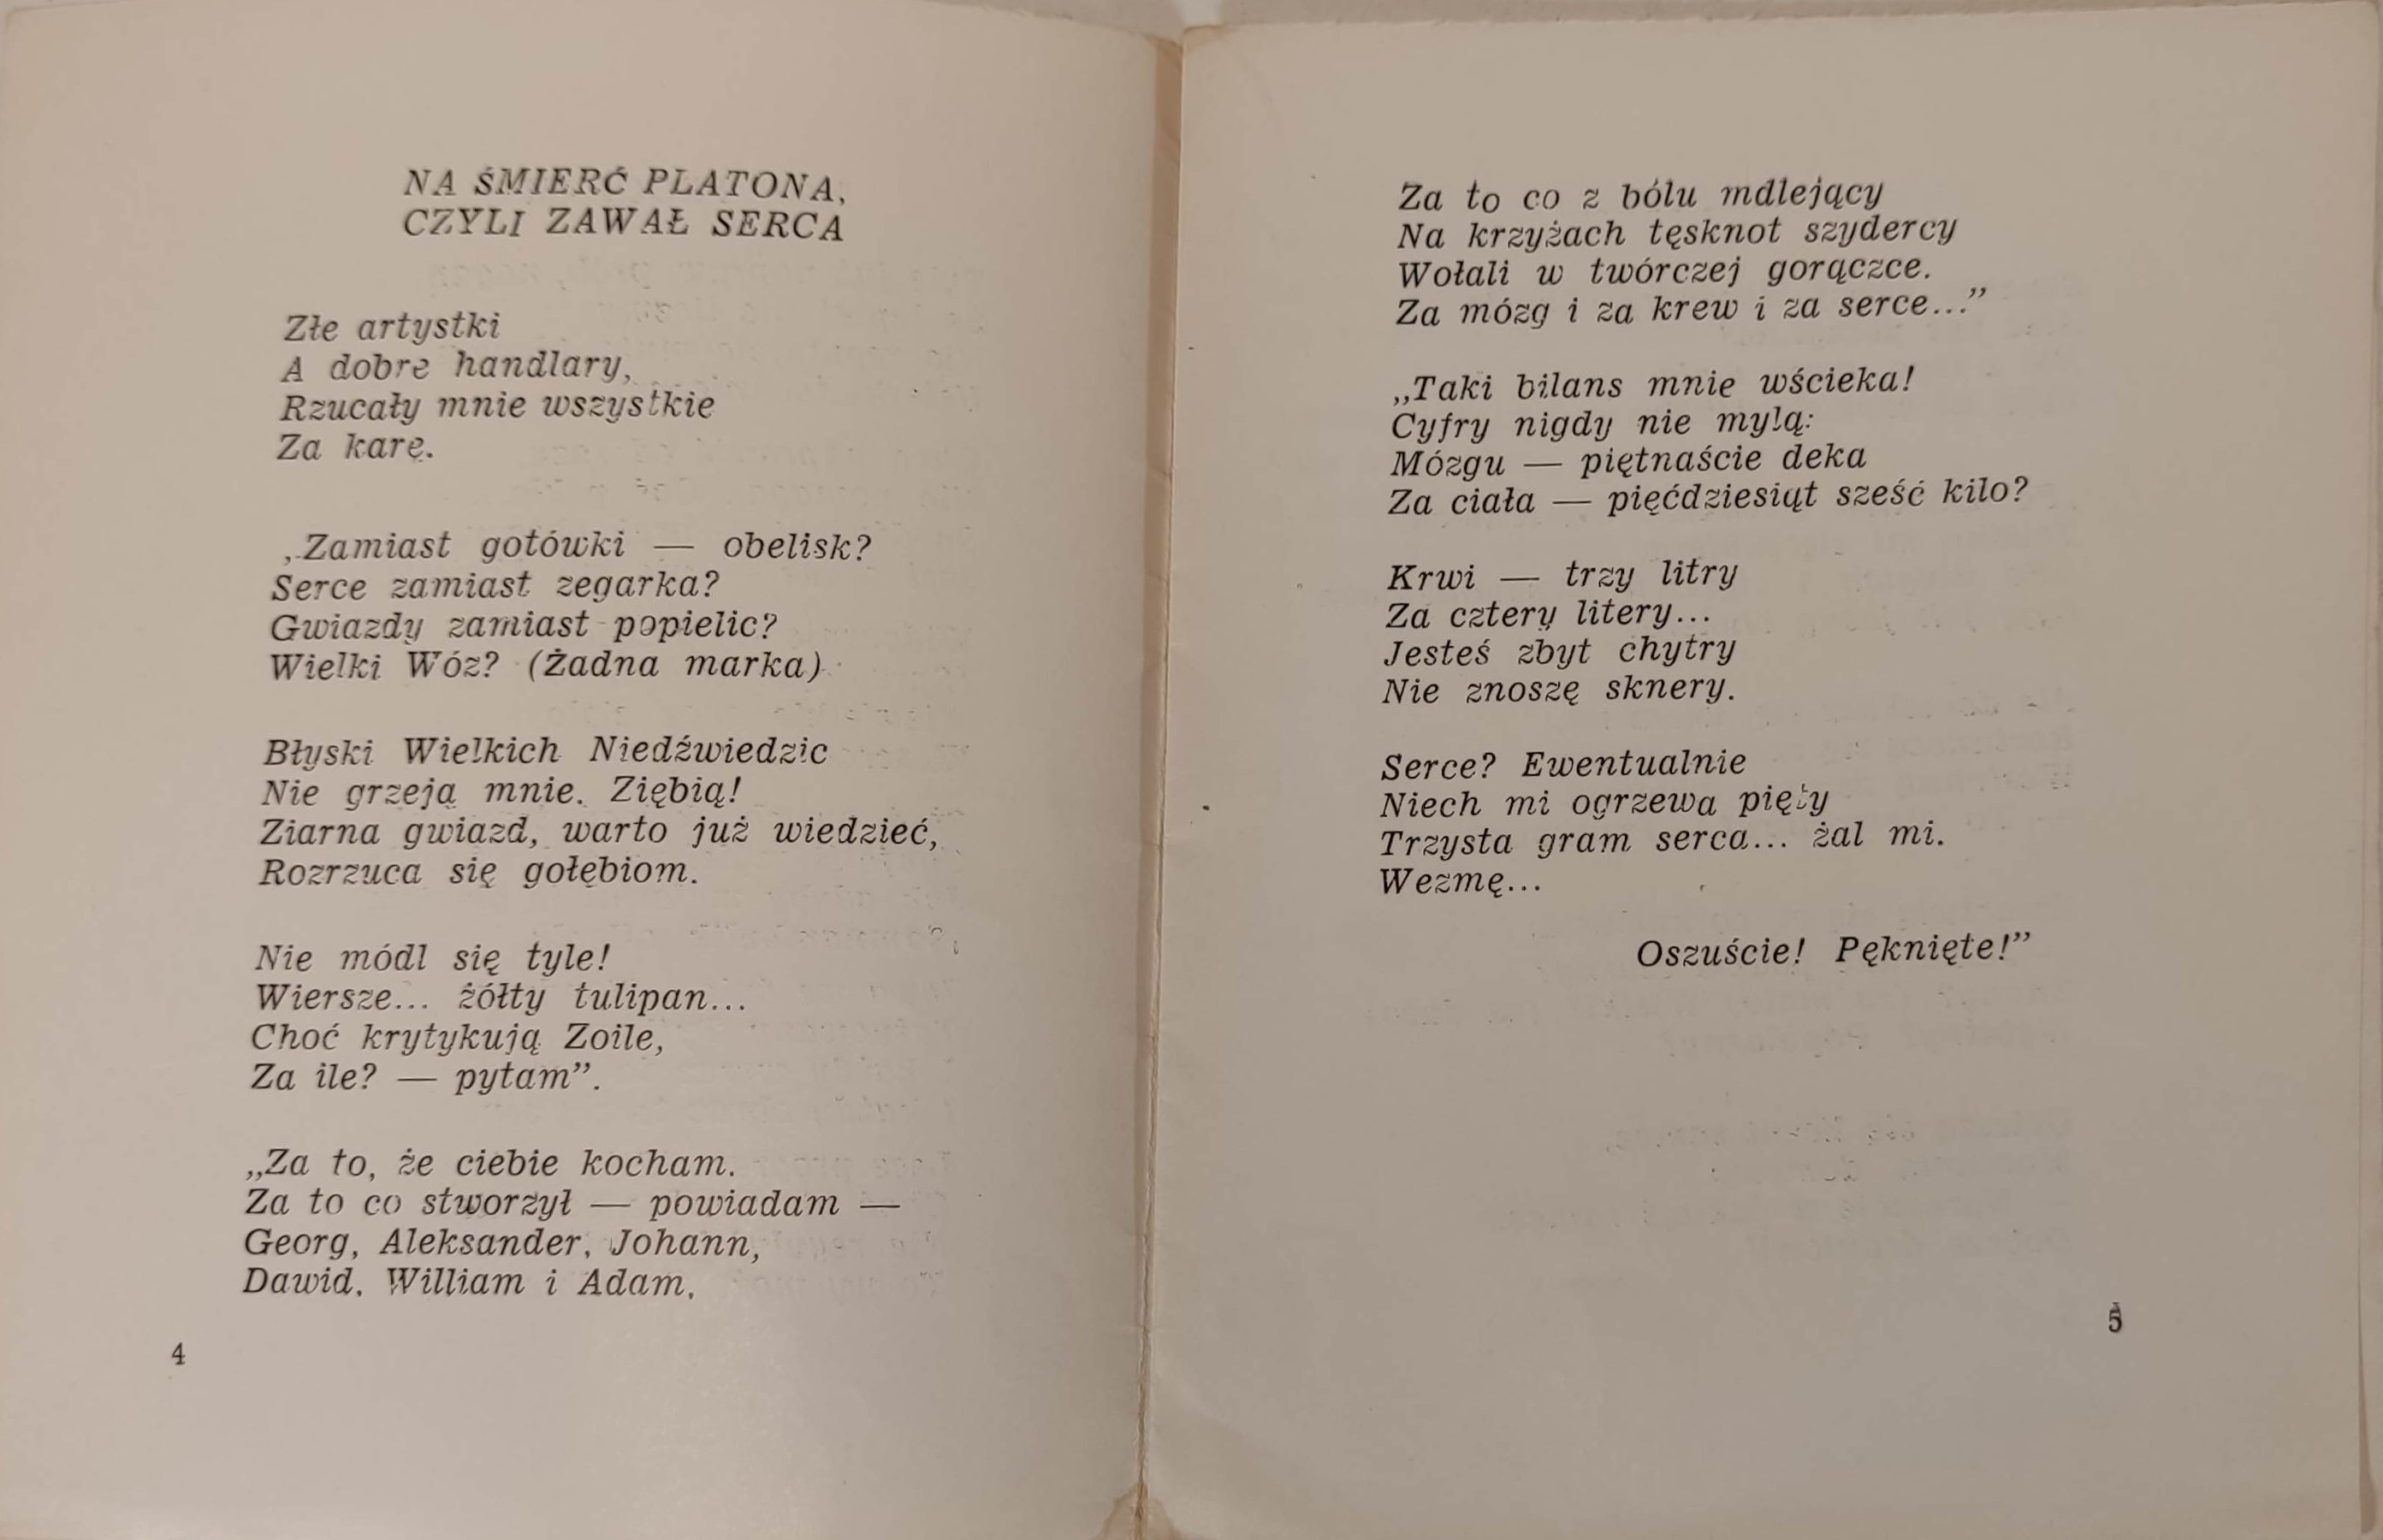 NA ŚMIERĆ PLATONA,
CZYLI ZAWAŁ SERCA
Złe artystki
A dobre handlary,
Rzucały mnie wszystkie
Za karę.
„Zamiast gotówki — obelisk?
Serce zamiast zegarka?
Gwiazdy zamiast popielic?
Wielki Wóz? (Żadna marka)
Błyski Wielkich Niedźwiedzic
Nie grzeją mnie. Ziębią!
Ziarna gwiazd, warto już wiedzieć,
Rozrzuca się gołębiom.
Nie módl się tyle!
Wiersze... żółty tulipan...
Choć krytykują Zoile,
Za ile? — pytam”.
„Za to, że ciebie kocham.
Za to co stworzył — powiadam —
Georg, Aleksander, Johann,
Dawid, William i Adam,
4
Za to co z bólu mdlejący
Na krzyżach tęsknot szydercy
Wołali w twórczej gorączce.
Za mózg i za krew i za serce...”
„Taki bilans mnie wścieka!
Cyfry nigdy nie mylą:
Mózgu — piętnaście deka
Za ciała — pięćdziesiąt sześć kilo?
Krwi — trzy litry
Za cztery litery...
Jesteś zbyt chytry
Nie znoszę sknery.
Serce? Ewentualnie
Niech mi ogrzewa pięty
Trzysta gram serca... żal mi.
Wezmę...
Oszuście! Pęknięte!”
5